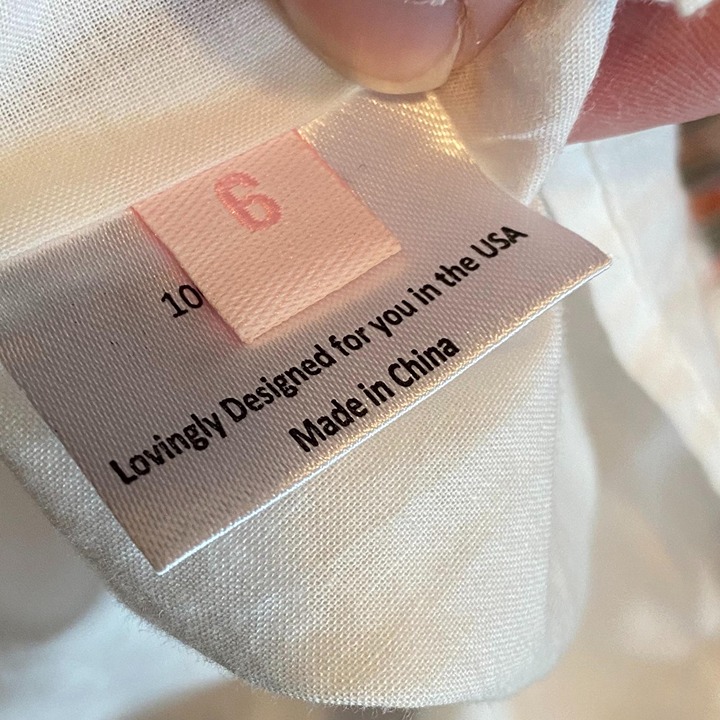 6
10
Lovingly Designed for you in the USA
Made in China